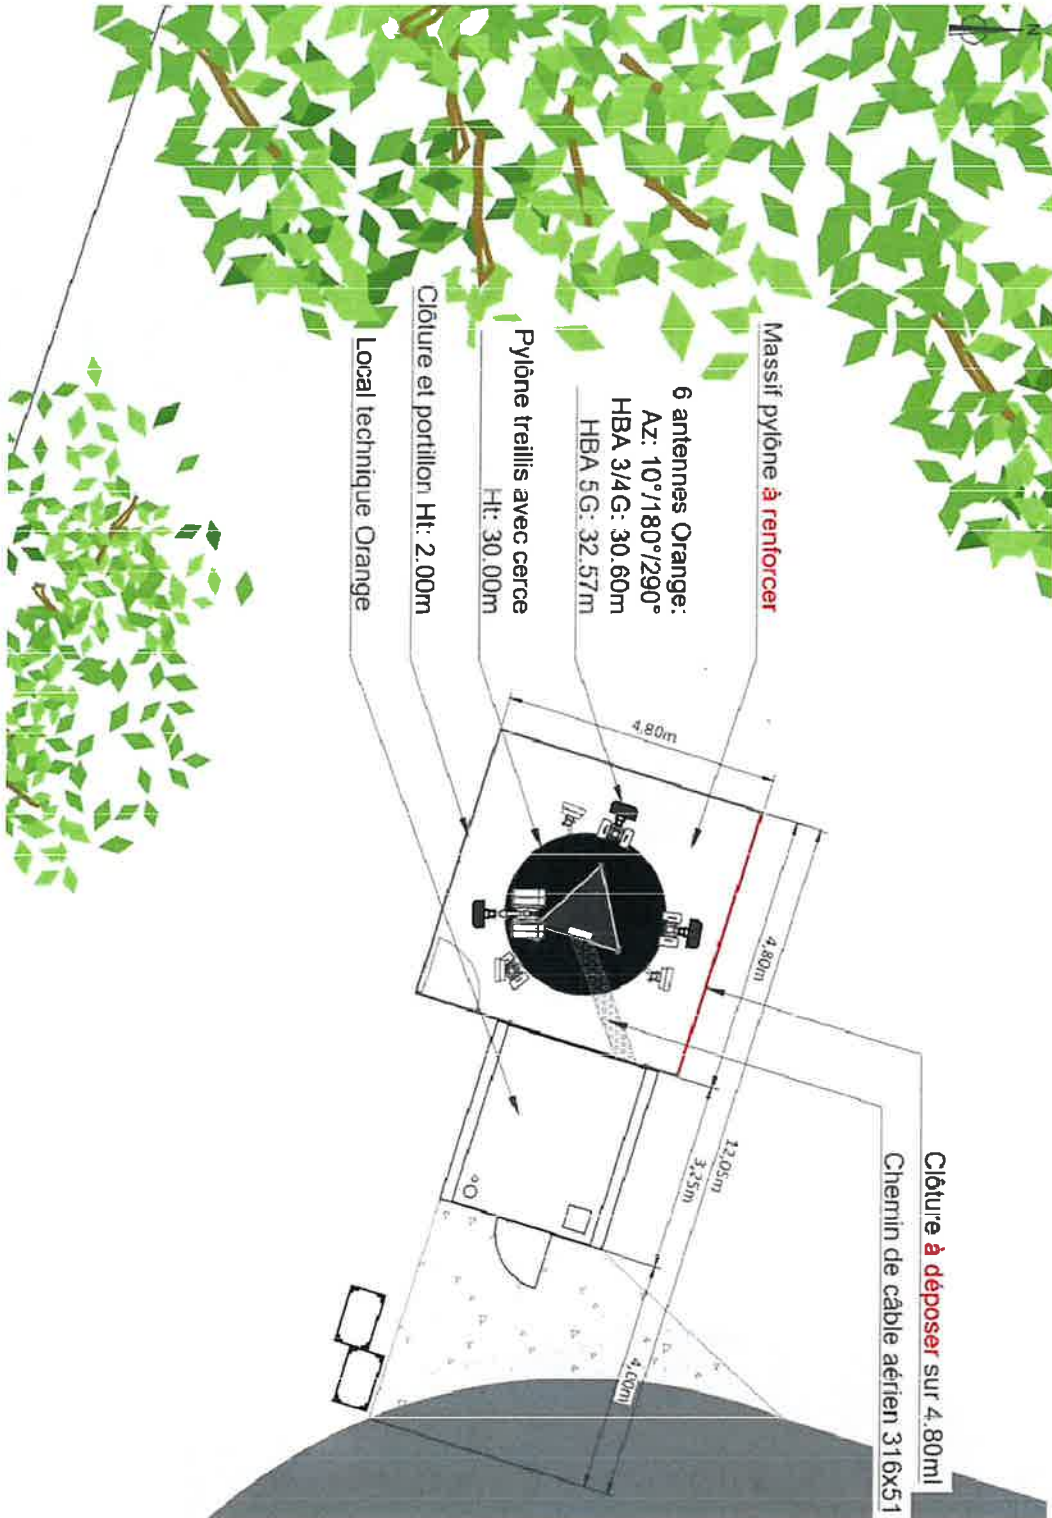 N
Massif pylône à renforcer
6 antennes Orange:
Az: 10°/180°/290°
HBA 3/4G: 30.60m
HBA 5G: 32.57m
Pylône treillis avec cerce
Ht: 30.00m
Clôture et portillon Ht: 2.00m
Local technique Orange
Clôture à déposer sur 4.80ml
Chemin de câble aérien 316x51
4,80m
4,80m
12,05m
3,25m
4,00m